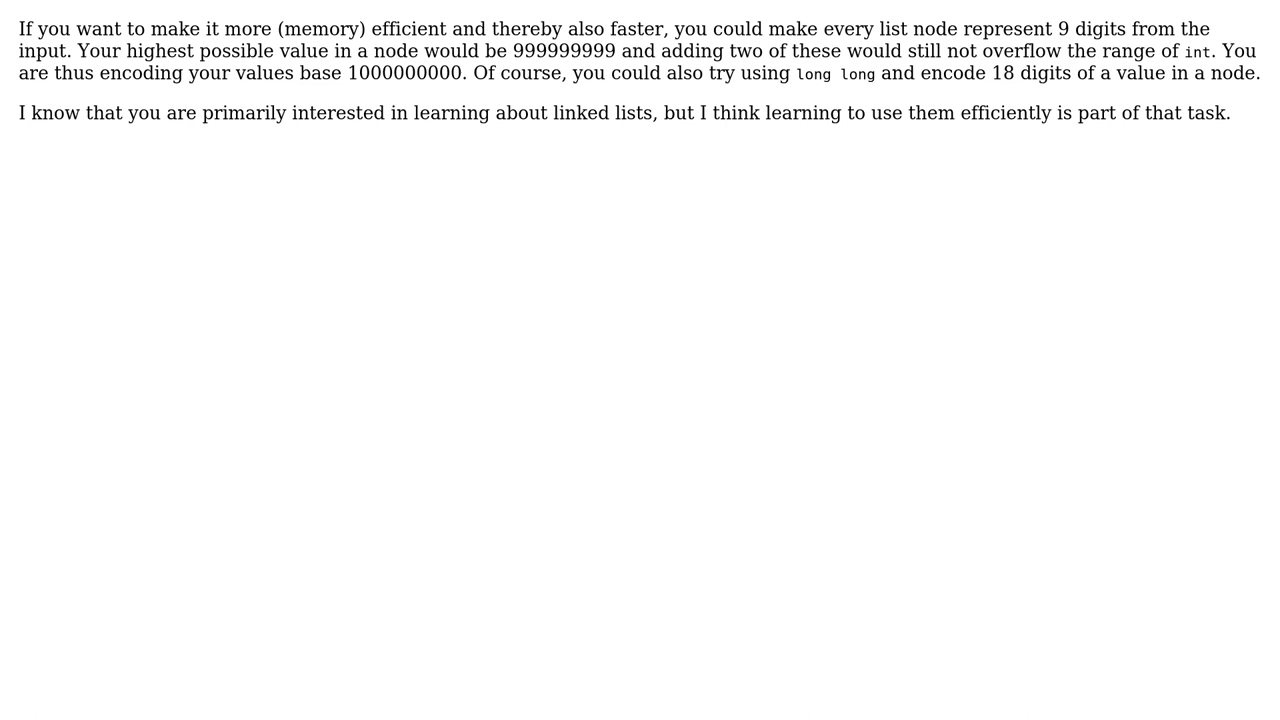 If you want to make it more (memory) efficient and thereby also faster, you could make every list node represent 9 digits from the
input. Your highest possible value in a node would be 999999999 and adding two of these would still not overflow the range of int. You
are thus encoding your values base 1000000000. Of course, you could also try using long long and encode 18 digits of a value in a node.
I know that you are primarily interested in learning about linked lists, but I think learning to use them efficiently is part of that task.